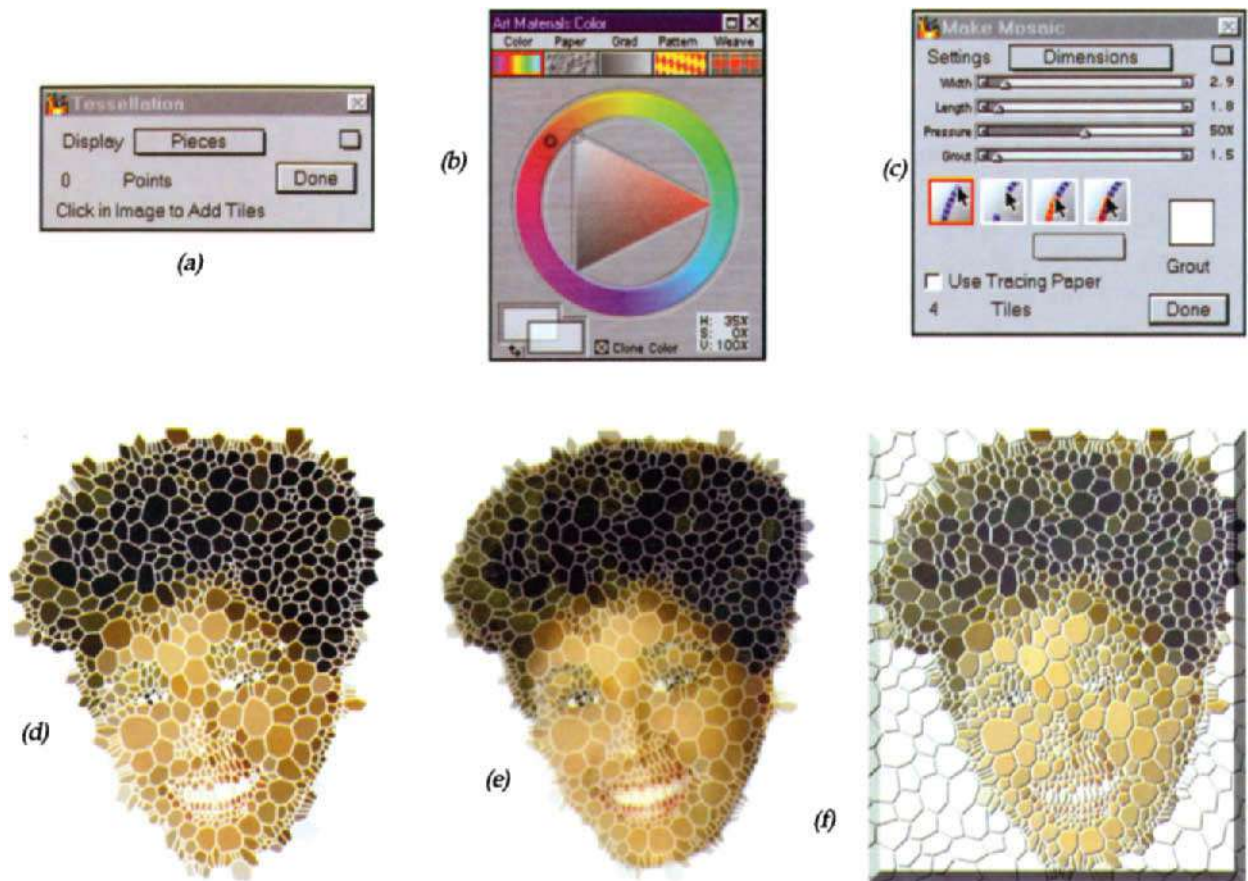 Tessellation
Display Pieces
0 Points Done
Click in Image to Add Tiles
(a)
Art Materials: Color
Color Paper Grad Pattern Weave
H: 35%
S: 0%
V: 100%
Clone Color
(b)
Make Mosaic
Settings Dimensions
Width 2.9
Length 1.8
Pressure 50%
Grout 1.5
Grout
Use Tracing Paper
4 Tiles Done
(c)
(d)
(e)
(f)